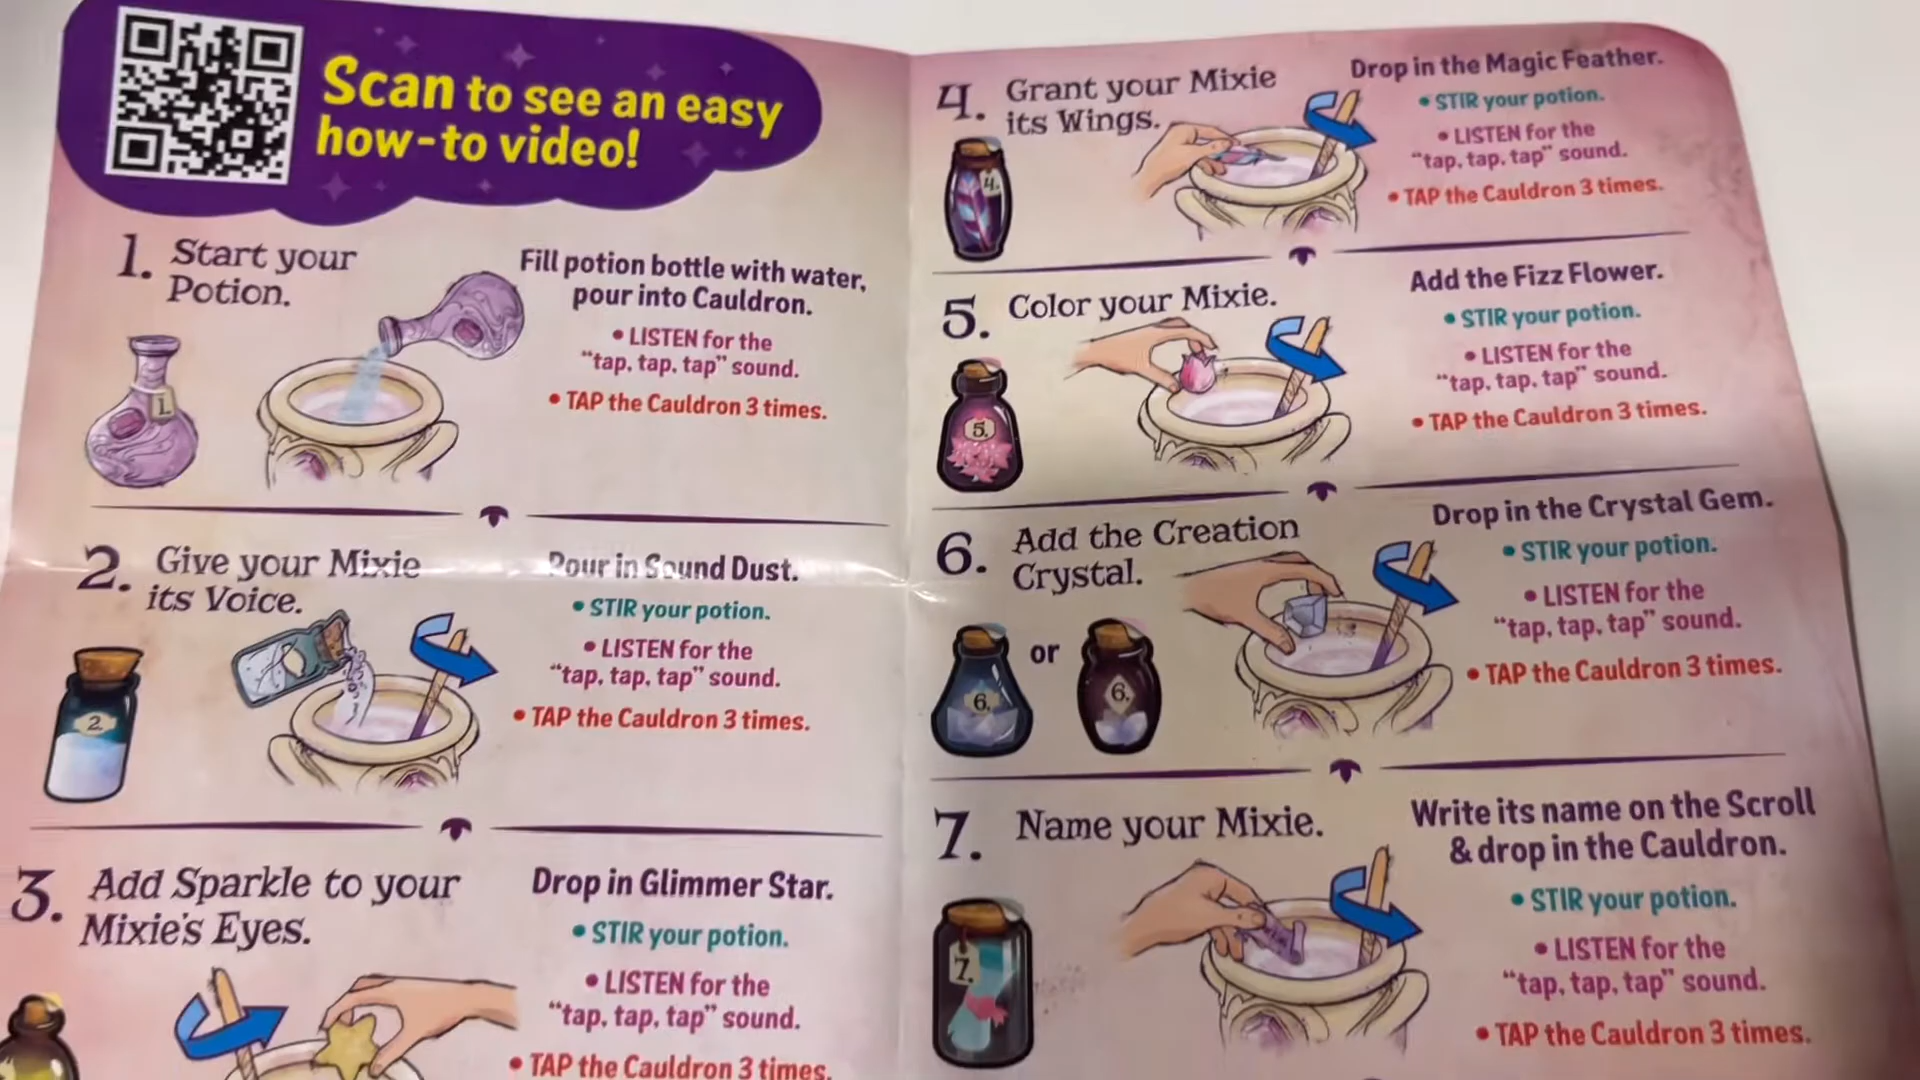 Scan to see an easy
how-to video!
1. Start your
Potion.
Fill potion bottle with water,
pour into Cauldron.
• LISTEN for the
“tap, tap, tap” sound.
• TAP the Cauldron 3 times.
1.
2. Give your Mixie
its Voice.
Pour in Sound Dust.
• STIR your potion.
• LISTEN for the
“tap, tap, tap” sound.
• TAP the Cauldron 3 times.
2.
3. Add Sparkle to your
Mixie's Eyes.
Drop in Glimmer Star.
• STIR your potion.
• LISTEN for the
“tap, tap, tap” sound.
• TAP the Cauldron 3 times.
4. Grant your Mixie
its Wings.
Drop in the Magic Feather.
• STIR your potion.
• LISTEN for the
“tap, tap, tap” sound.
• TAP the Cauldron 3 times.
4.
5. Color your Mixie.
Add the Fizz Flower.
• STIR your potion.
• LISTEN for the
“tap, tap, tap” sound.
• TAP the Cauldron 3 times.
5.
6. Add the Creation
Crystal.
Drop in the Crystal Gem.
• STIR your potion.
• LISTEN for the
“tap, tap, tap” sound.
• TAP the Cauldron 3 times.
6. or 6.
7. Name your Mixie.
Write its name on the Scroll
& drop in the Cauldron.
• STIR your potion.
• LISTEN for the
“tap, tap, tap” sound.
• TAP the Cauldron 3 times.
7.